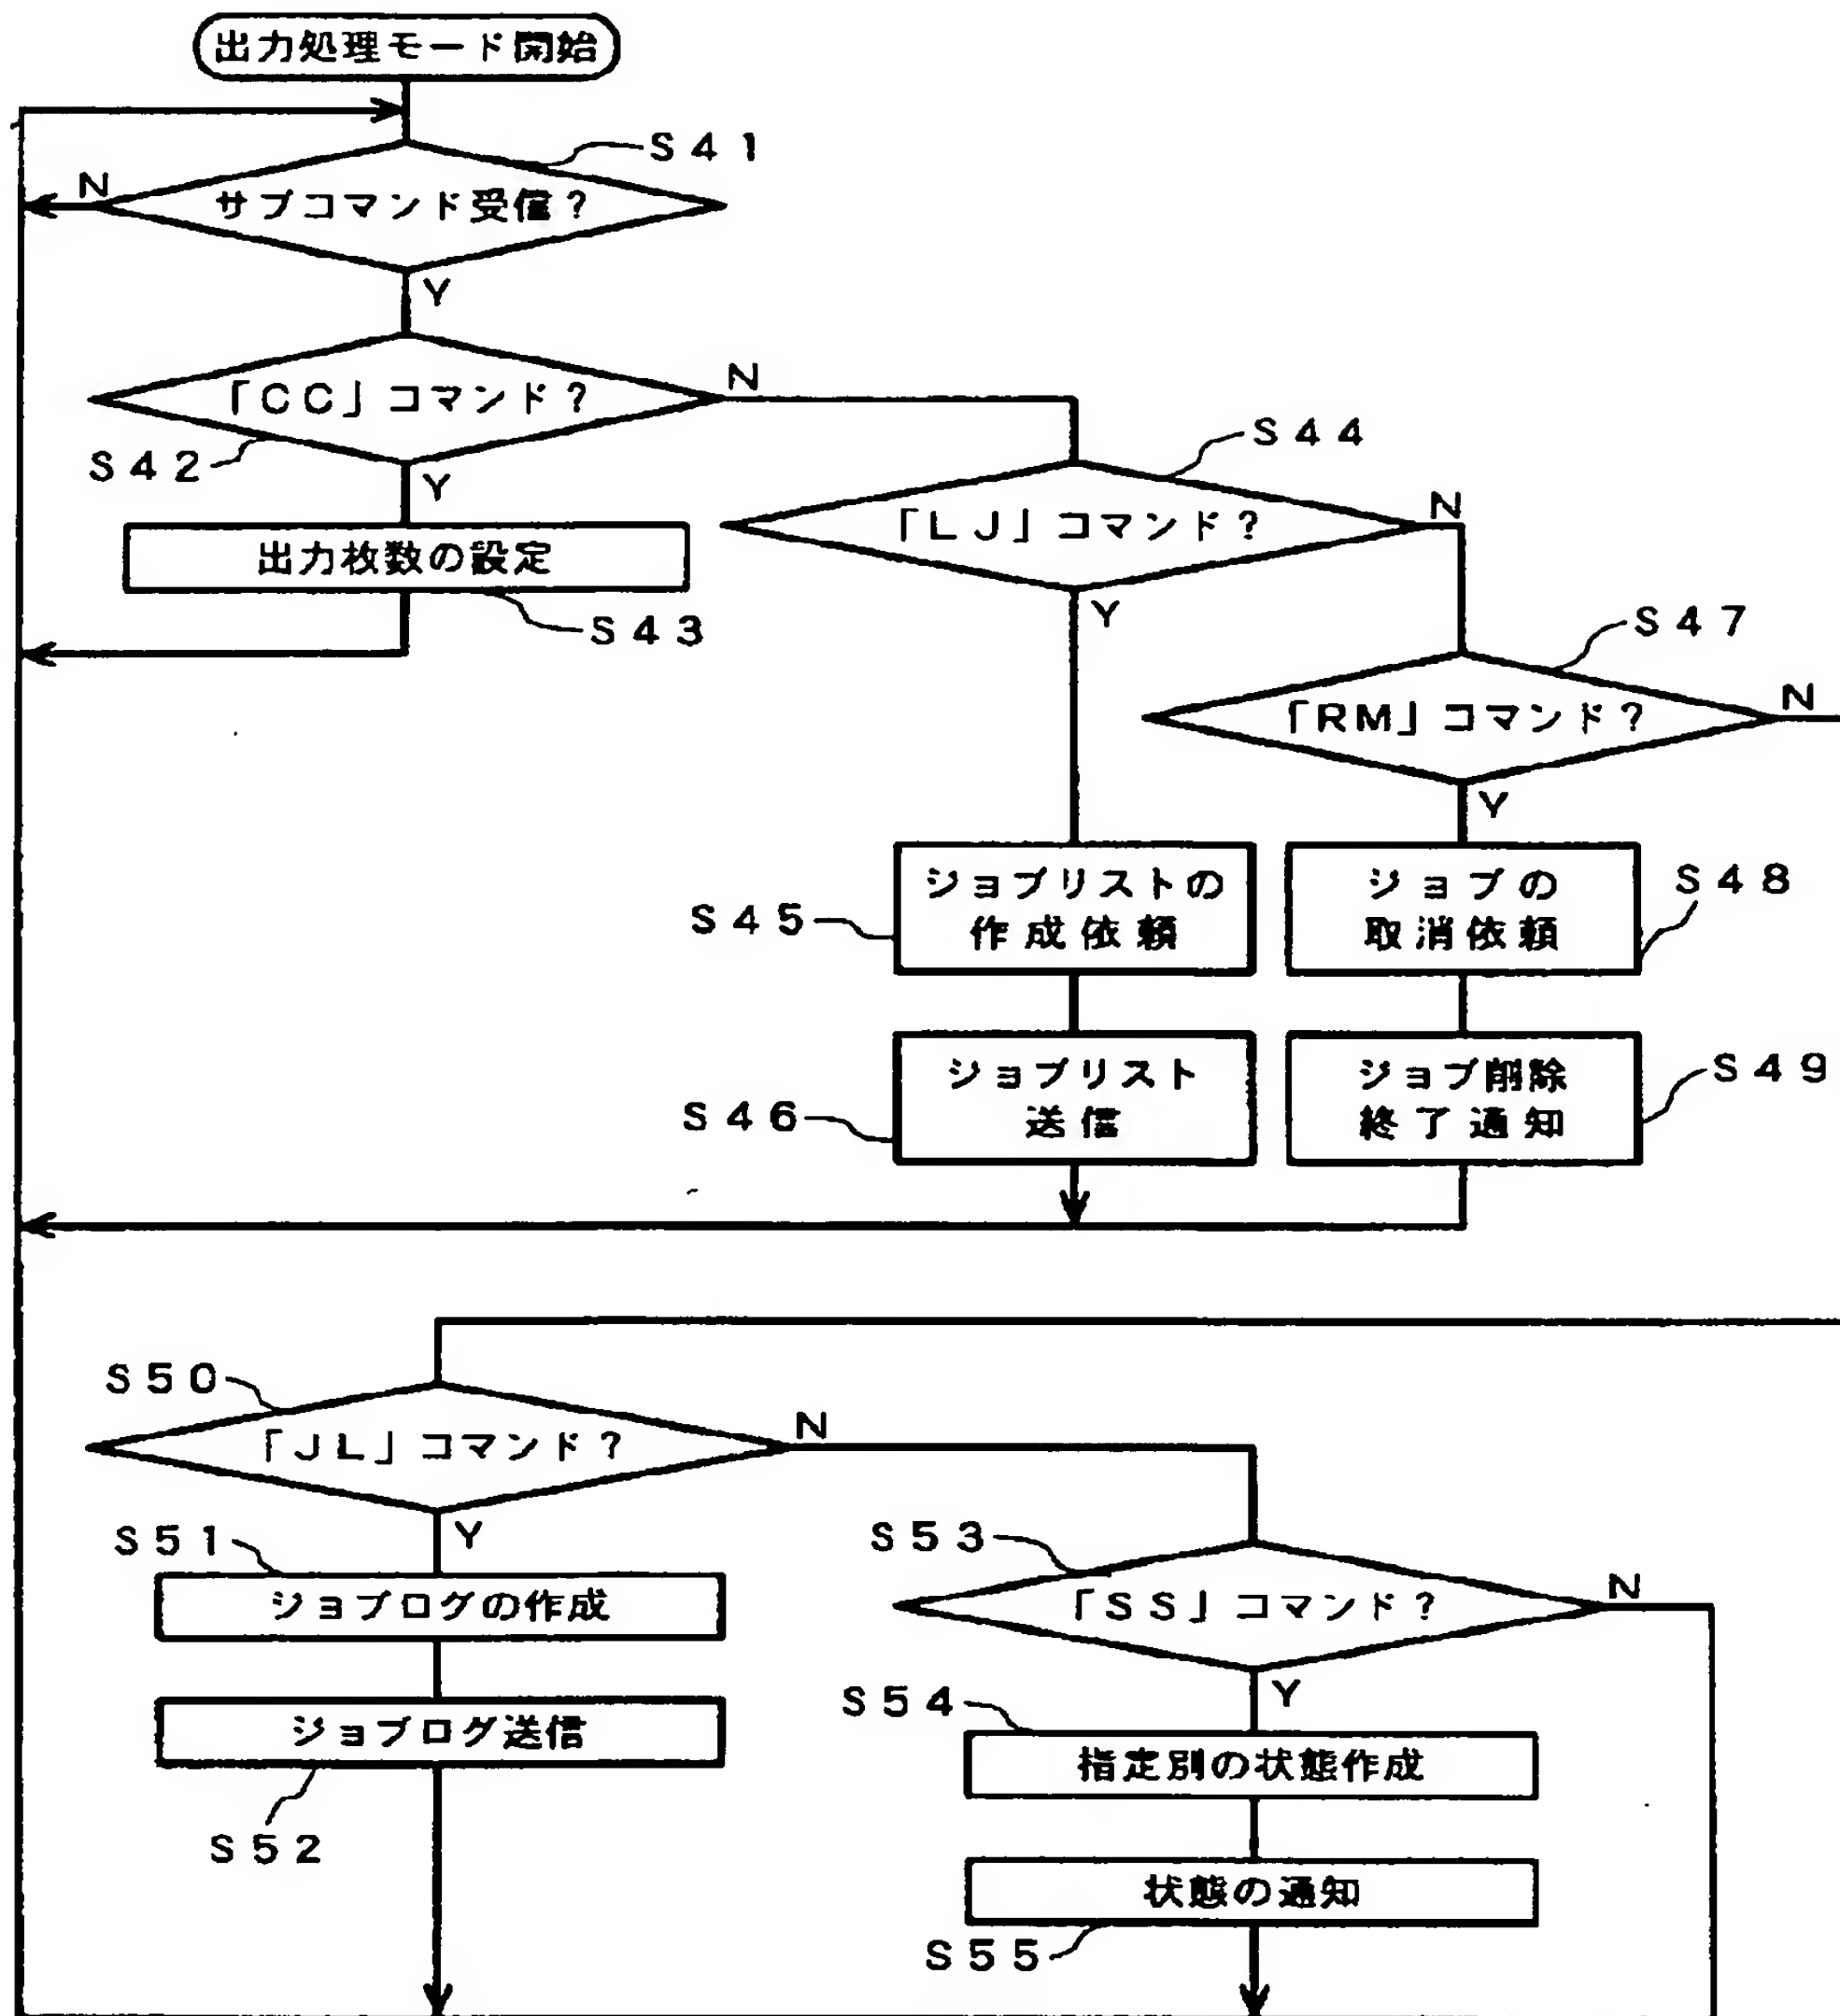 出力処理モード開始
S41
N
サブコマンド受信?
Y
「CC」コマンド?
N
S42
Y
出力枚数の設定
S43
S44
「LJ」コマンド?
N
Y
S47
「RM」コマンド?
N
Y
ジョブリストの
作成依頼
S45
ジョブの
取消依頼
S48
ジョブリスト
送信
S46
ジョブ削除
終了通知
S49
S50
「JL」コマンド?
N
Y
S51
ジョブログの作成
ジョブログ送信
S52
S53
「SS」コマンド?
N
Y
S54
指定別の状態作成
状態の通知
S55